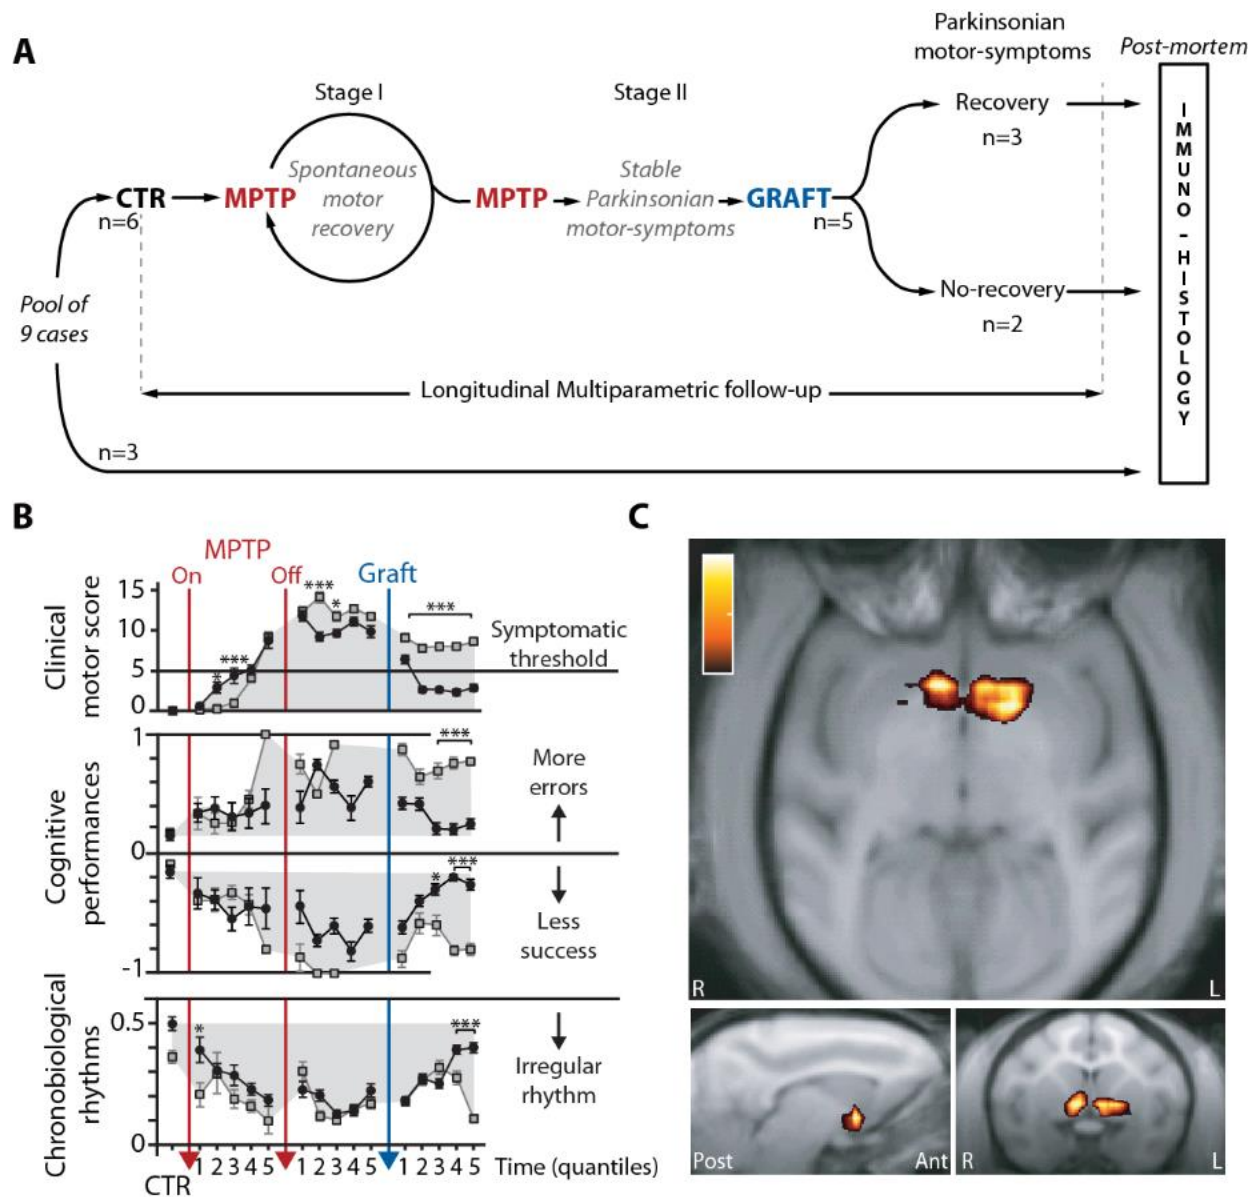 A
Parkinsonian
motor-symptoms
Post-mortem
Stage I
Stage II
Recovery
n=3
Spontaneous
motor
recovery
Stable
Parkinsonian
motor-symptoms
CTR
n=6
MPTP
MPTP
GRAFT
n=5
No-recovery
n=2
Pool of
9 cases
Longitudinal Multiparametric follow-up
n=3
IMMUNO-HISTOLOGY
B
MPTP
On
Off
Graft
Clinical
motor score
15
10
5
0
*
***
***
*
***
Symptomatic
threshold
Cognitive
performances
1
0
-1
***
More
errors
*
***
Less
success
Chronobiological
rhythms
0.5
0
*
***
Irregular
rhythm
1 2 3 4 5 1 2 3 4 5 1 2 3 4 5
Time (quantiles)
CTR
C
R
L
Post
Ant
R
L